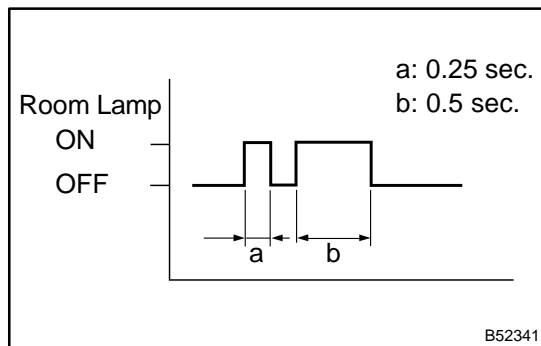 a: 0.25 sec.
b: 0.5 sec.
Room Lamp
ON
OFF
a
b
B52341